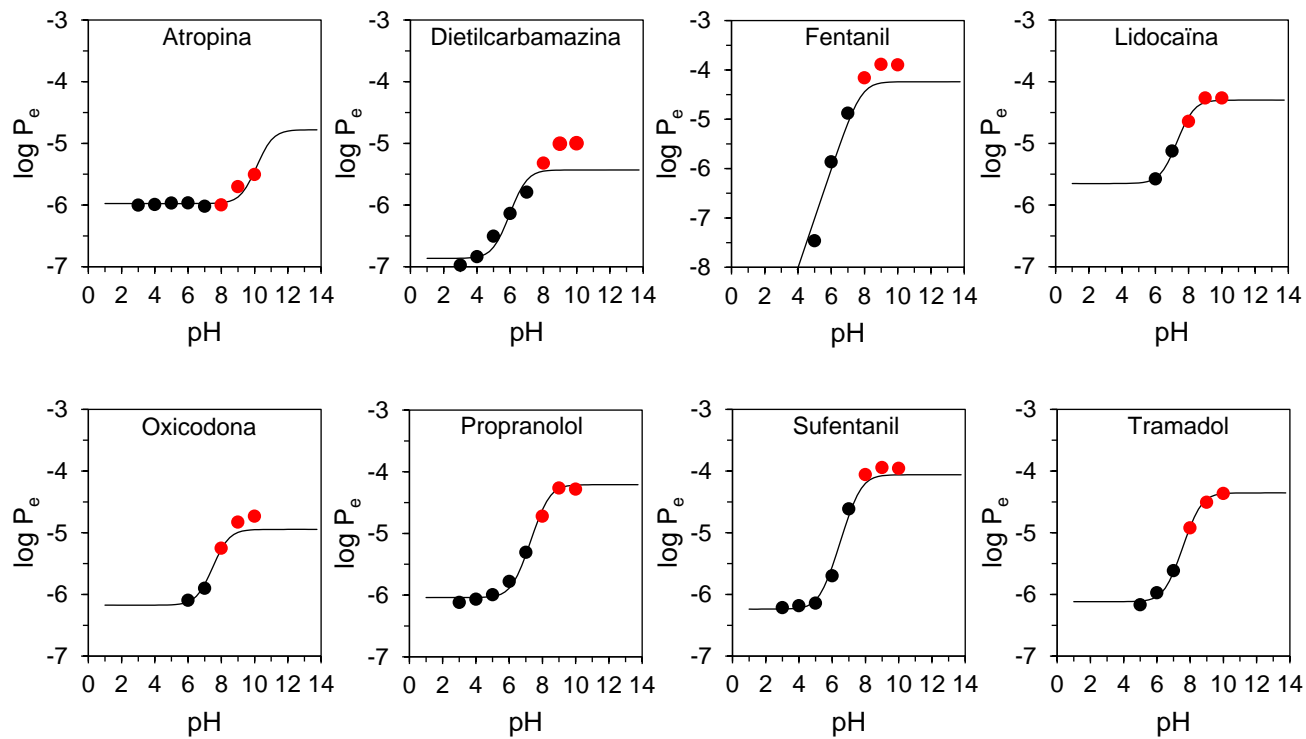 Atropina
-3
-4
-5
-6
-7
log Pe
0 2 4 6 8 10 12 14
pH
Dietilcarbamazina
-3
-4
-5
-6
-7
log Pe
0 2 4 6 8 10 12 14
pH
Fentanil
-3
-4
-5
-6
-7
-8
log Pe
0 2 4 6 8 10 12 14
pH
Lidocaïna
-3
-4
-5
-6
-7
log Pe
0 2 4 6 8 10 12 14
pH
Oxicodona
-3
-4
-5
-6
-7
log Pe
0 2 4 6 8 10 12 14
pH
Propranolol
-3
-4
-5
-6
-7
log Pe
0 2 4 6 8 10 12 14
pH
Sufentanil
-3
-4
-5
-6
-7
log Pe
0 2 4 6 8 10 12 14
pH
Tramadol
-3
-4
-5
-6
-7
log Pe
0 2 4 6 8 10 12 14
pH